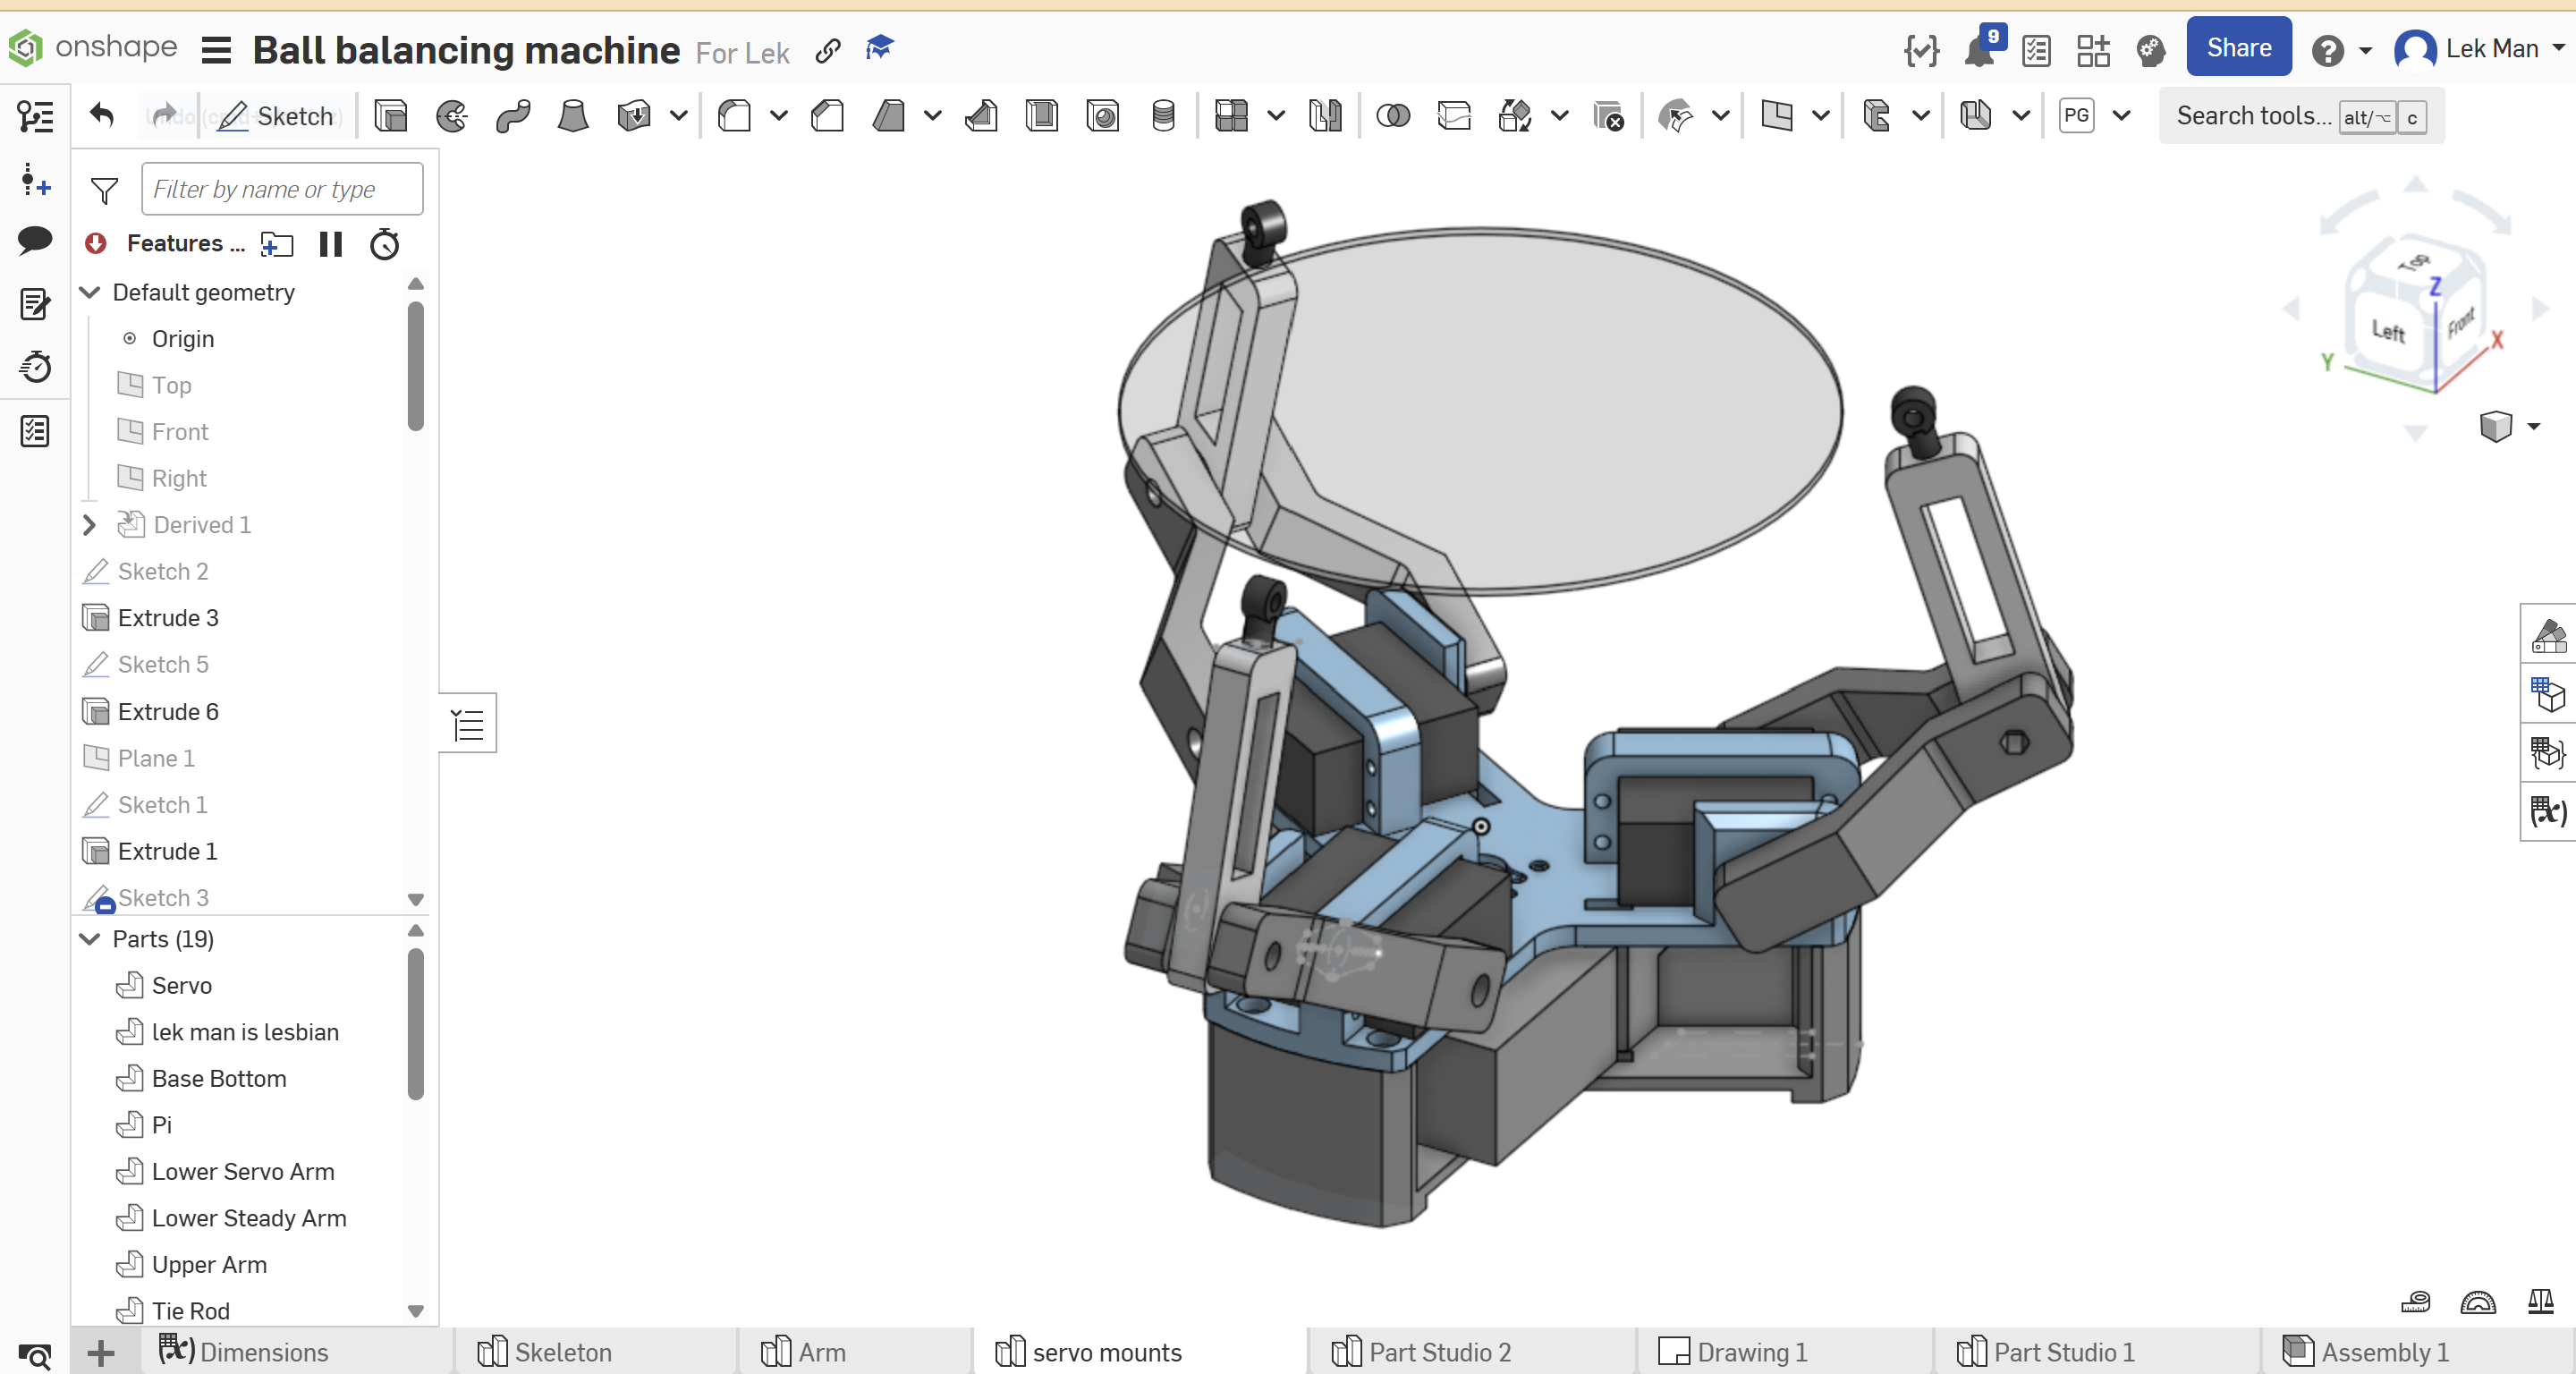 onshape Ball balancing machine For Lek 9 Share Lek Man
Sketch PG Search tools... alt/⌥ c
Filter by name or type
Features ...
Default geometry
Origin
Top
Front
Right
Derived 1
Sketch 2
Extrude 3
Sketch 5
Extrude 6
Plane 1
Sketch 1
Extrude 1
Sketch 3
Parts (19)
Servo
lek man is lesbian
Base Bottom
Pi
Lower Servo Arm
Lower Steady Arm
Upper Arm
Tie Rod
Top
Z
Left
Front
X
Y
(x)
Dimensions Skeleton Arm servo mounts Part Studio 2 Drawing 1 Part Studio 1 Assembly 1